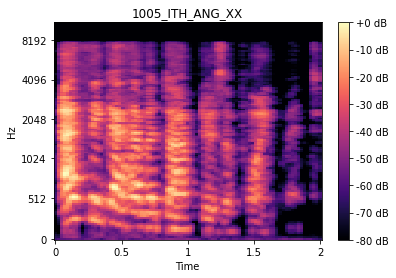 1005_ITH_ANG_XX
+0 dB
8192
-10 dB
4096
-20 dB
-30 dB
2048
Hz
-40 dB
1024
-50 dB
512
-60 dB
-70 dB
0
-80 dB
0 0.5 1 1.5 2
Time